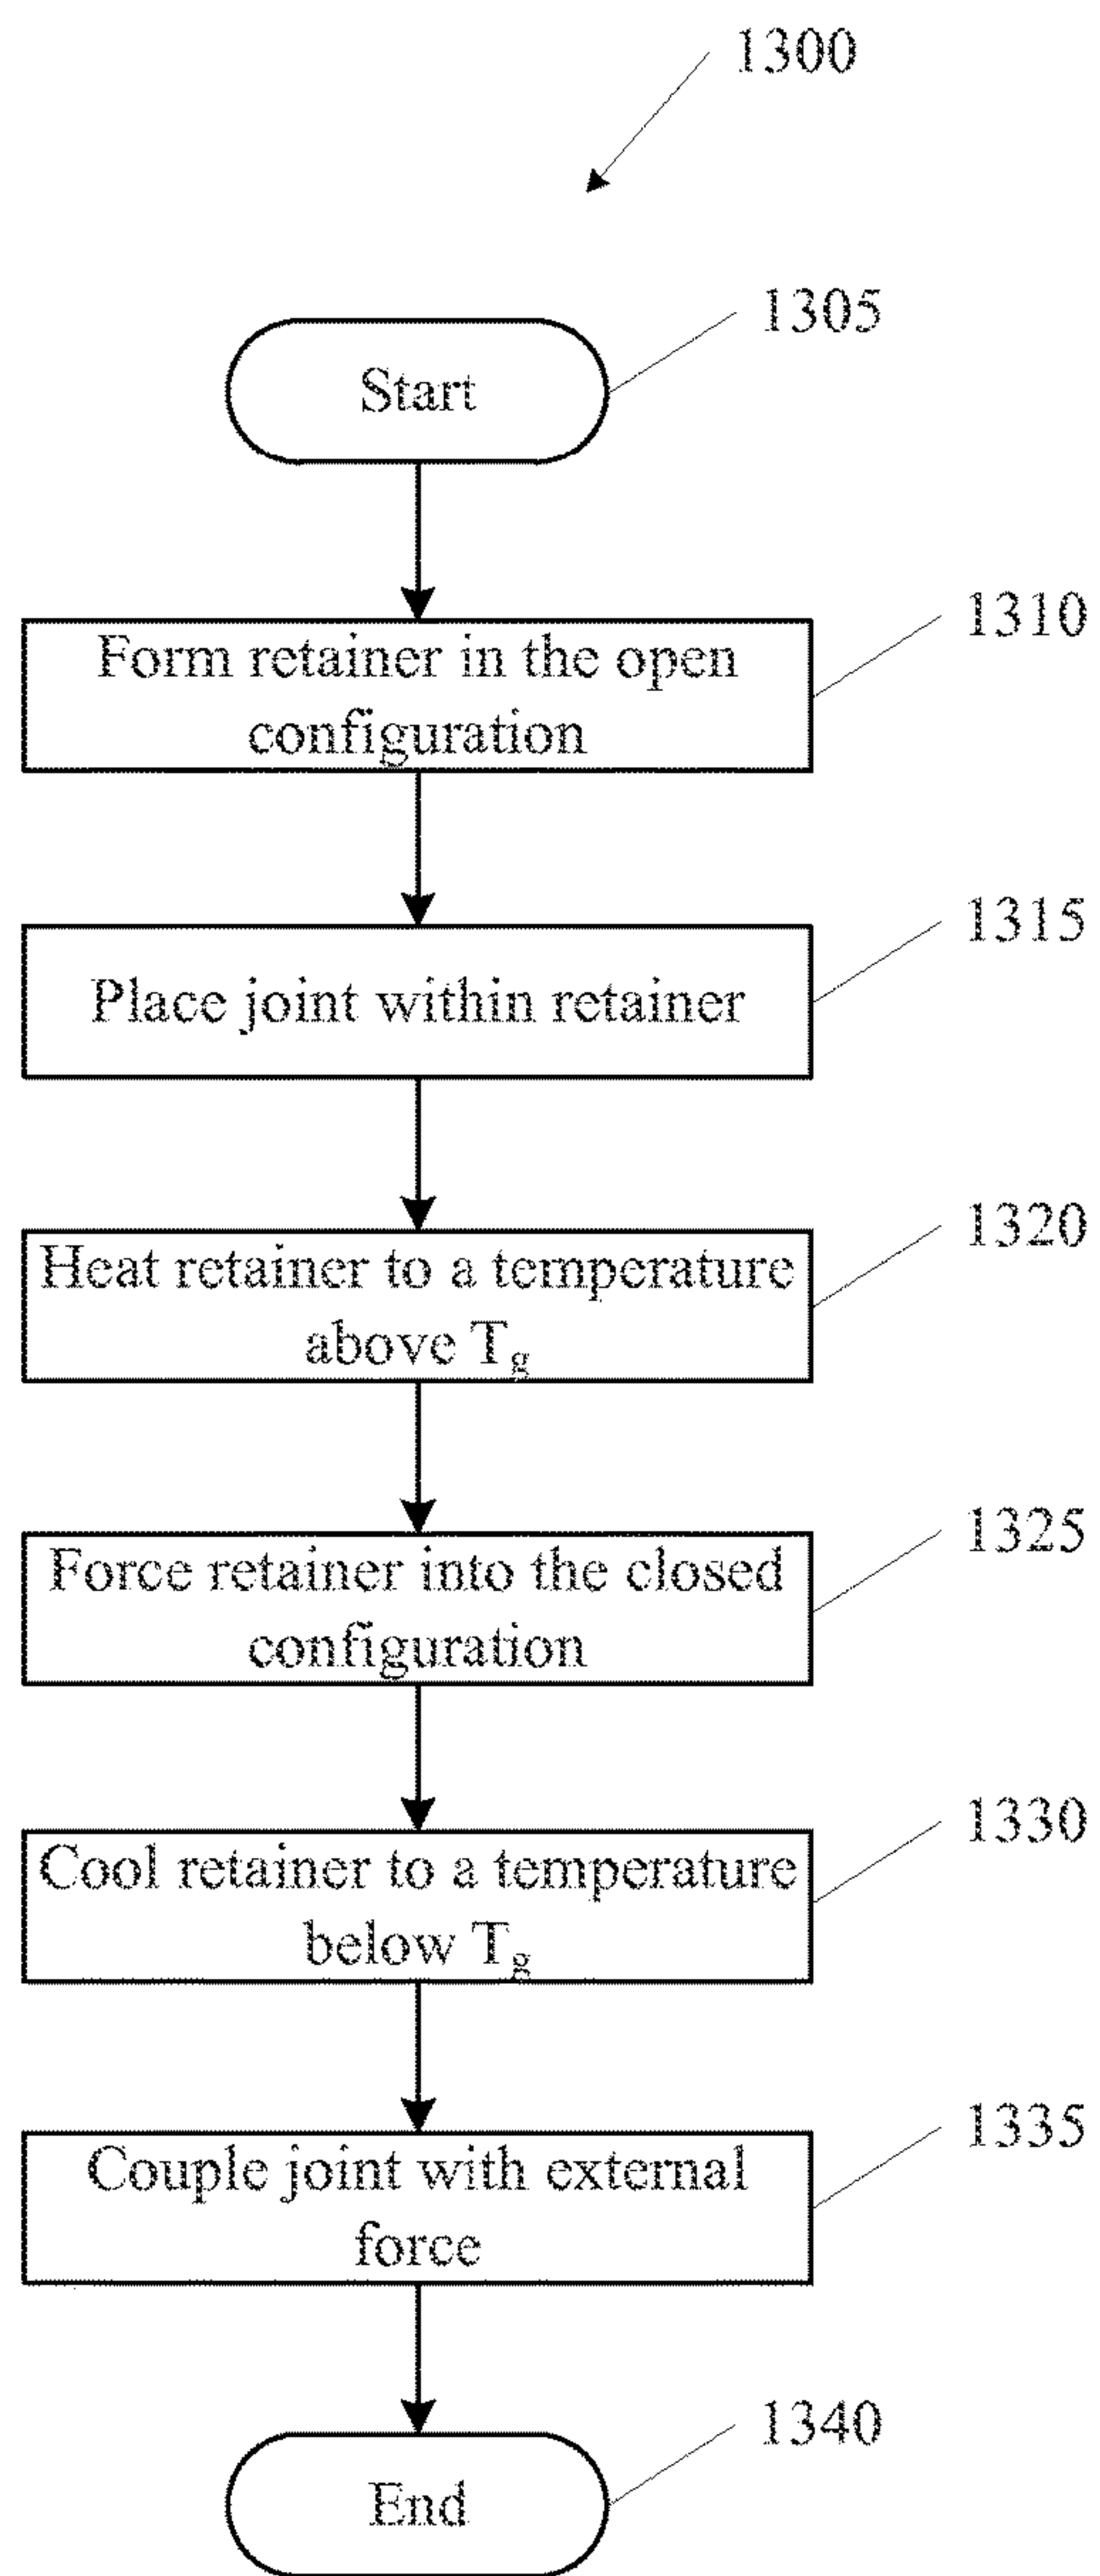 1300
1305
Start
1310
Form retainer in the open
configuration
1315
Place joint within retainer
1320
Heat retainer to a temperature
above Tg
1325
Force retainer into the closed
configuration
1330
Cool retainer to a temperature
below Tg
1335
Couple joint with external
force
1340
End